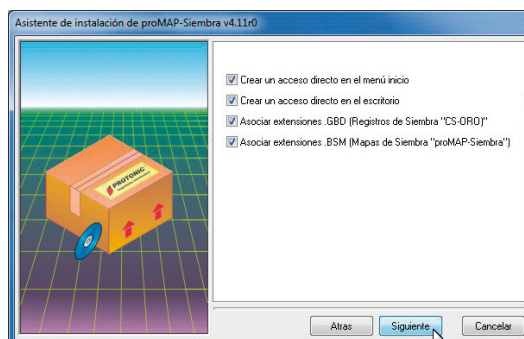 Asistente de instalación de proMAP-Siembra v4.11r0
Crear un acceso directo en el menú inicio
Crear un acceso directo en el escritorio
Asociar extensiones .GBD (Registros de Siembra "CS-ORO)"
Asociar extensiones .BSM (Mapas de Siembra "proMAP-Siembra")
PROTONIC
Atras
Siguiente
Cancelar